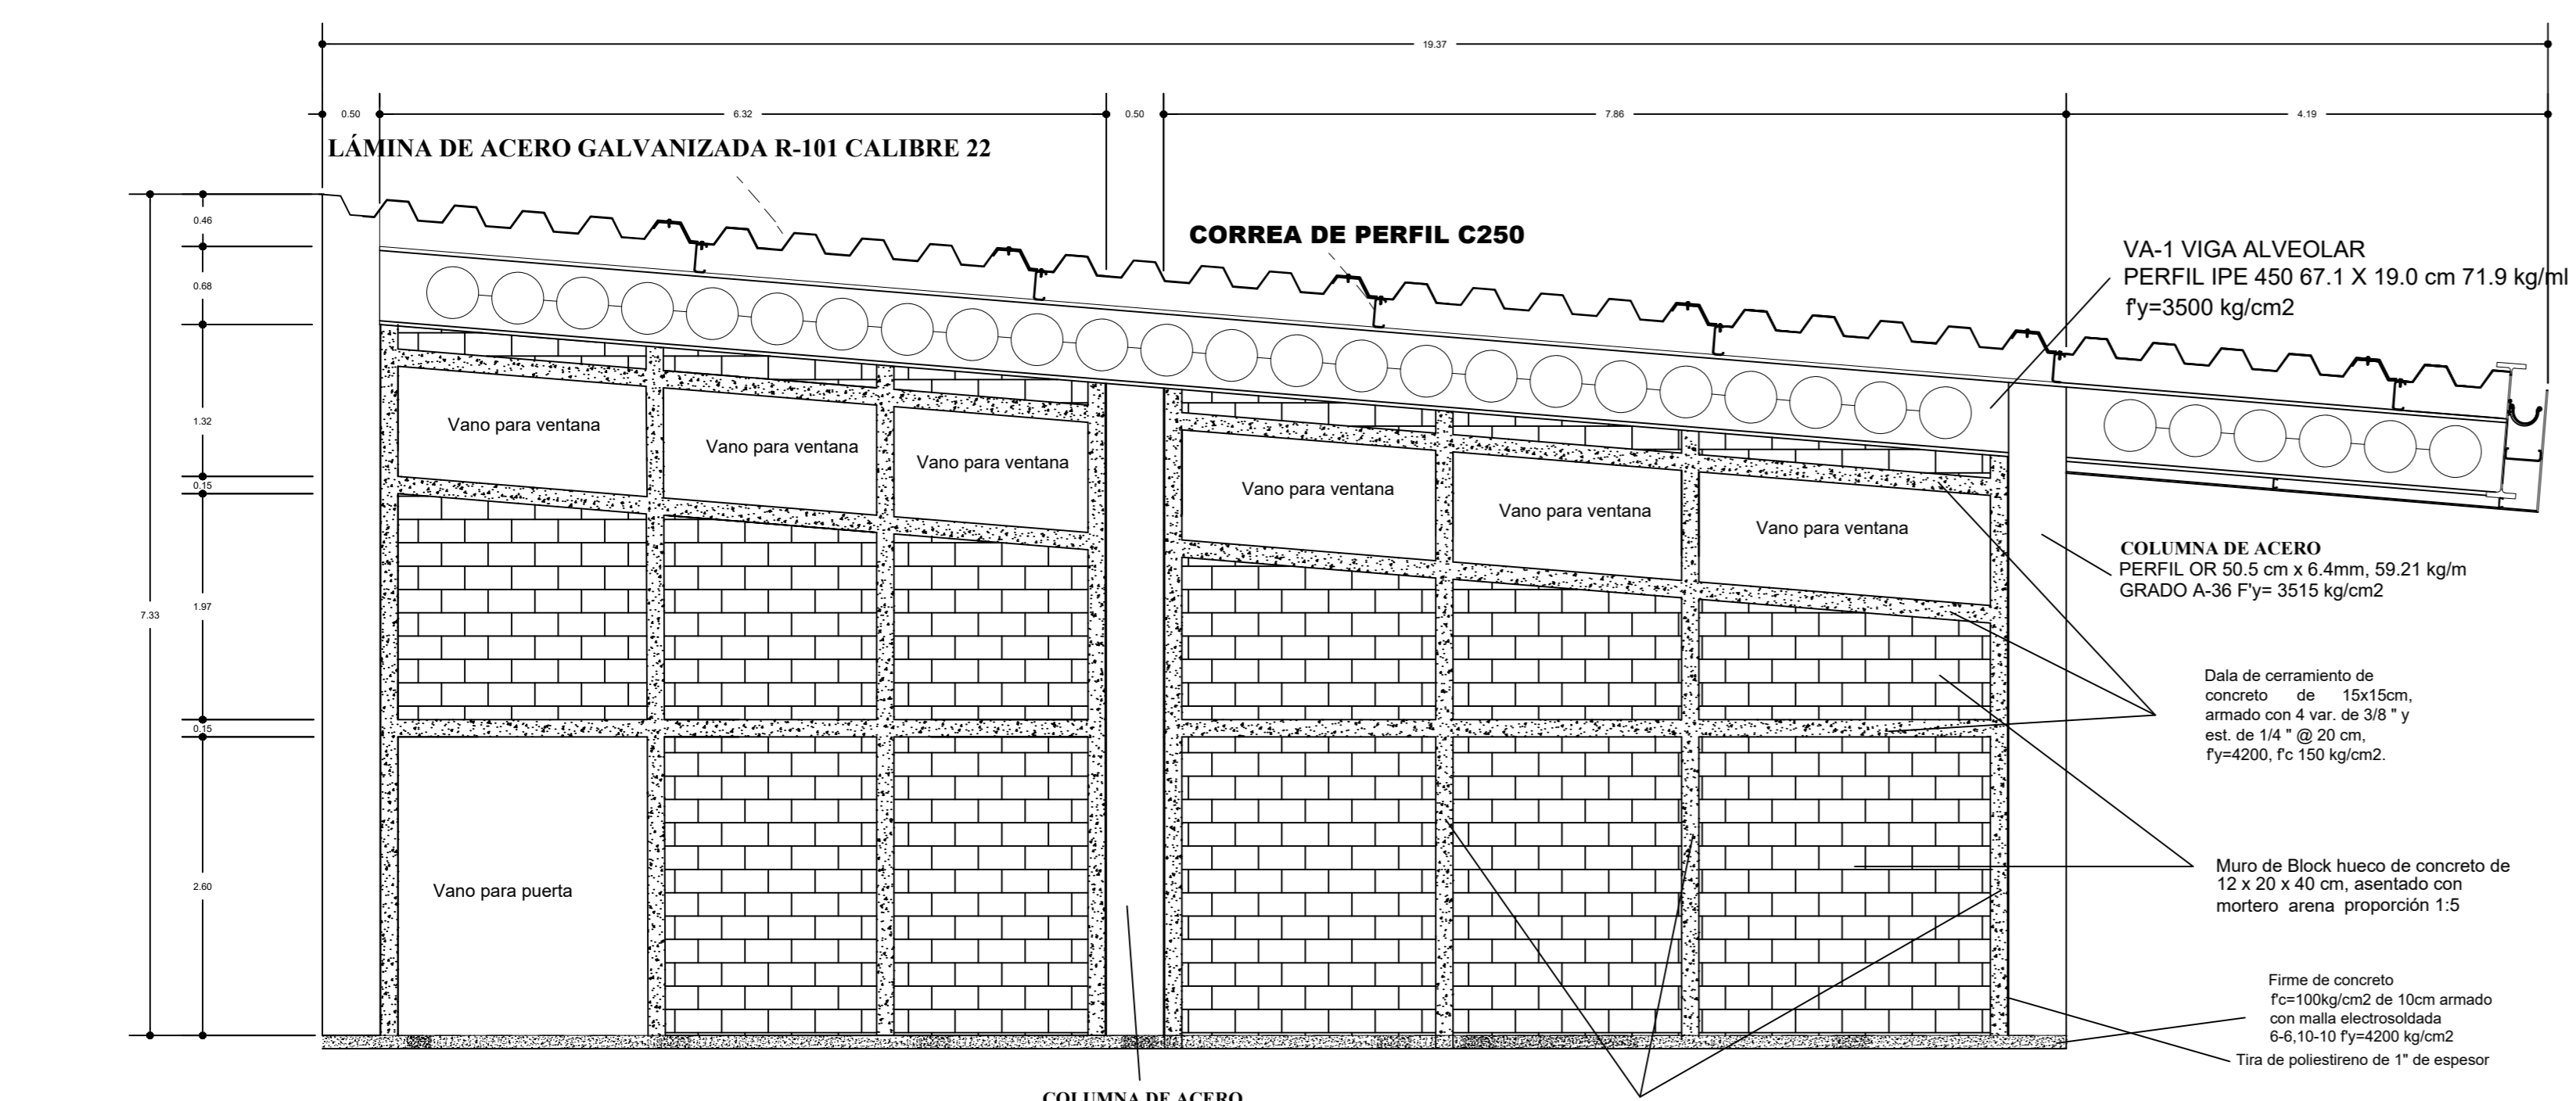 19.37
0.50
6.32
0.50
7.86
4.19
LÁMINA DE ACERO GALVANIZADA R-101 CALIBRE 22
CORREA DE PERFIL C250
VA-1 VIGA ALVEOLAR
PERFIL IPE 450 67.1 X 19.0 cm 71.9 kg/ml
f'y=3500 kg/cm2
0.46
0.68
1.32
0.15
1.97
7.33
0.15
2.60
Vano para ventana
Vano para ventana
Vano para ventana
Vano para ventana
Vano para ventana
Vano para ventana
Vano para puerta
COLUMNA DE ACERO
PERFIL OR 50.5 cm x 6.4mm, 59.21 kg/m
GRADO A-36 F'y= 3515 kg/cm2
Dala de cerramiento de
concreto de 15x15cm,
armado con 4 var. de 3/8 " y
est. de 1/4 " @ 20 cm,
f'y=4200, f'c 150 kg/cm2.
Muro de Block hueco de concreto de
12 x 20 x 40 cm, asentado con
mortero arena proporción 1:5
Firme de concreto
f'c=100kg/cm2 de 10cm armado
con malla electrosoldada
6-6,10-10 f'y=4200 kg/cm2
Tira de poliestireno de 1" de espesor
COLUMNA DE ACERO